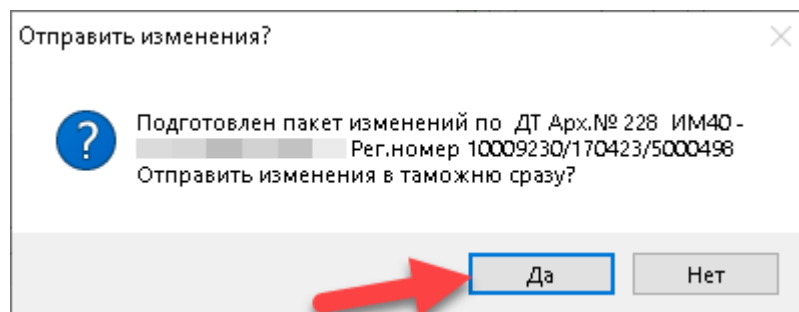 Отправить изменения?
Подготовлен пакет изменений по ДТ Арх.№ 228 ИМ40 -
Рег.номер 10009230/170423/5000498
Отправить изменения в таможню сразу?
Да
Нет